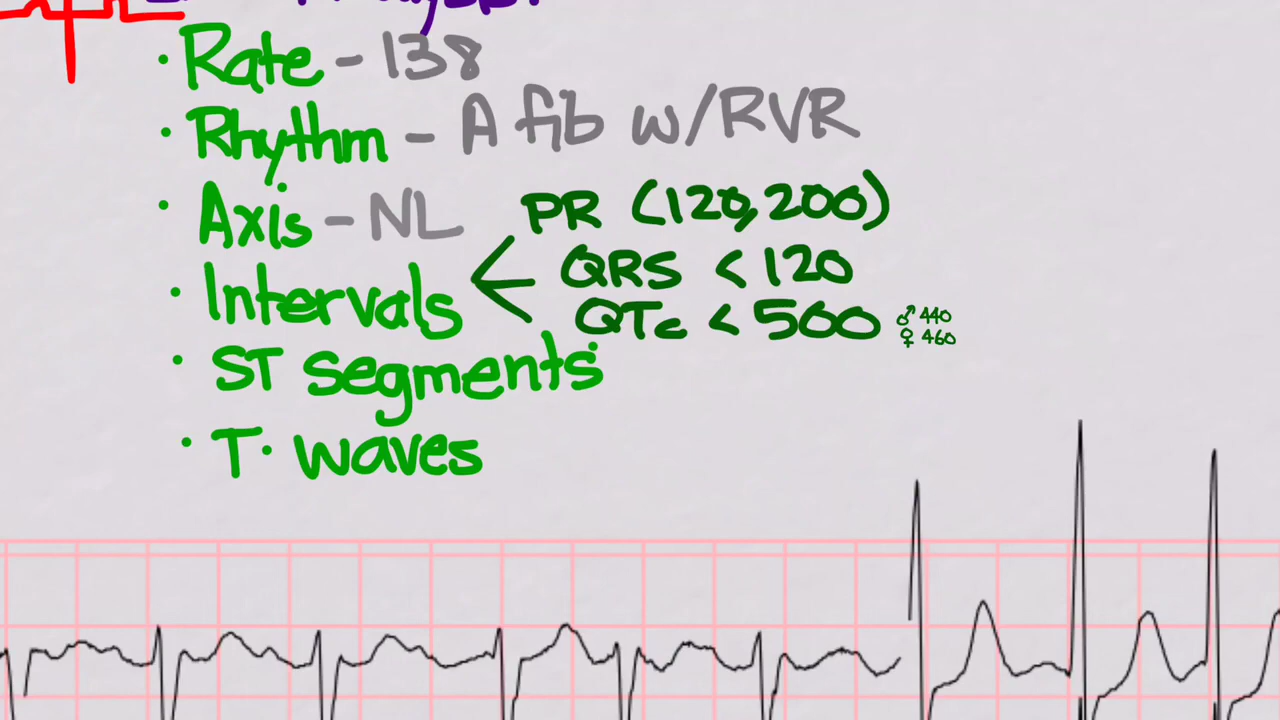 • Rate - 138
• Rhythm - A fib w/RVR
• Axis - NL
PR (120,200)
• Intervals < QRS < 120
QTc < 500 ♂ 440
♀ 460
• ST segments
• T waves